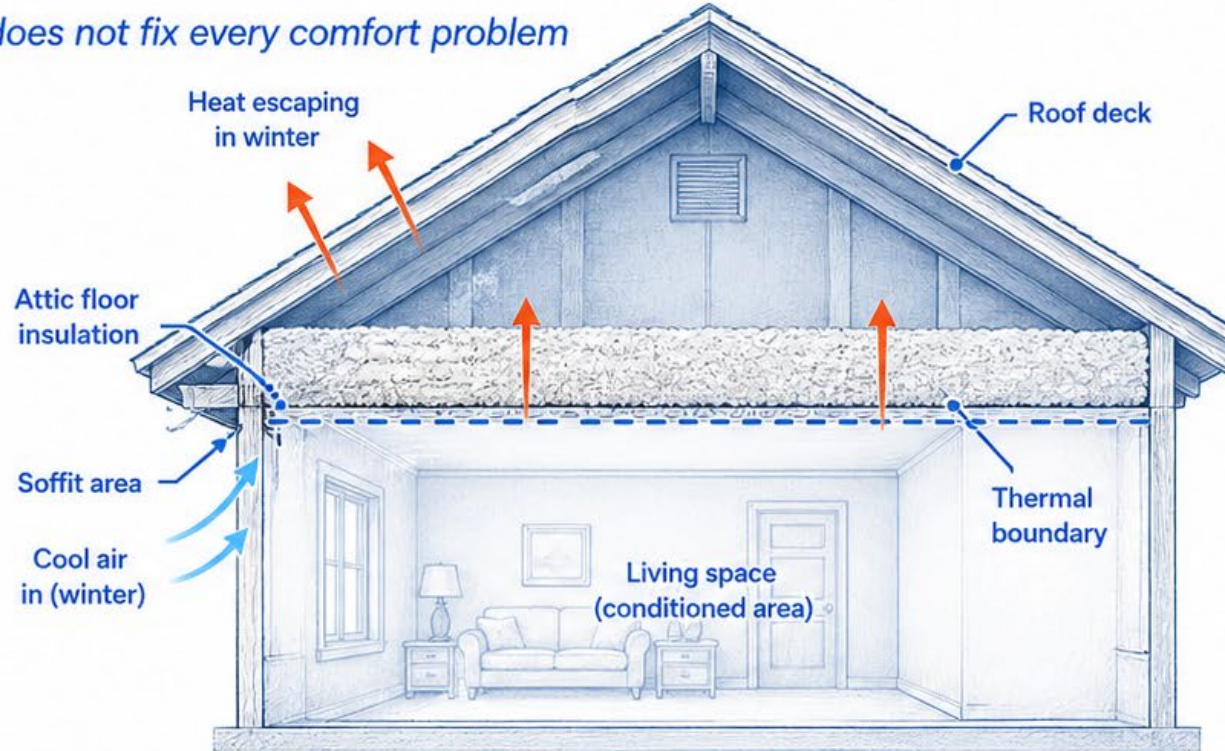 does not fix every comfort problem
Heat escaping
in winter
Roof deck
Attic floor
insulation
Soffit area
Cool air
in (winter)
Living space
(conditioned area)
Thermal
boundary